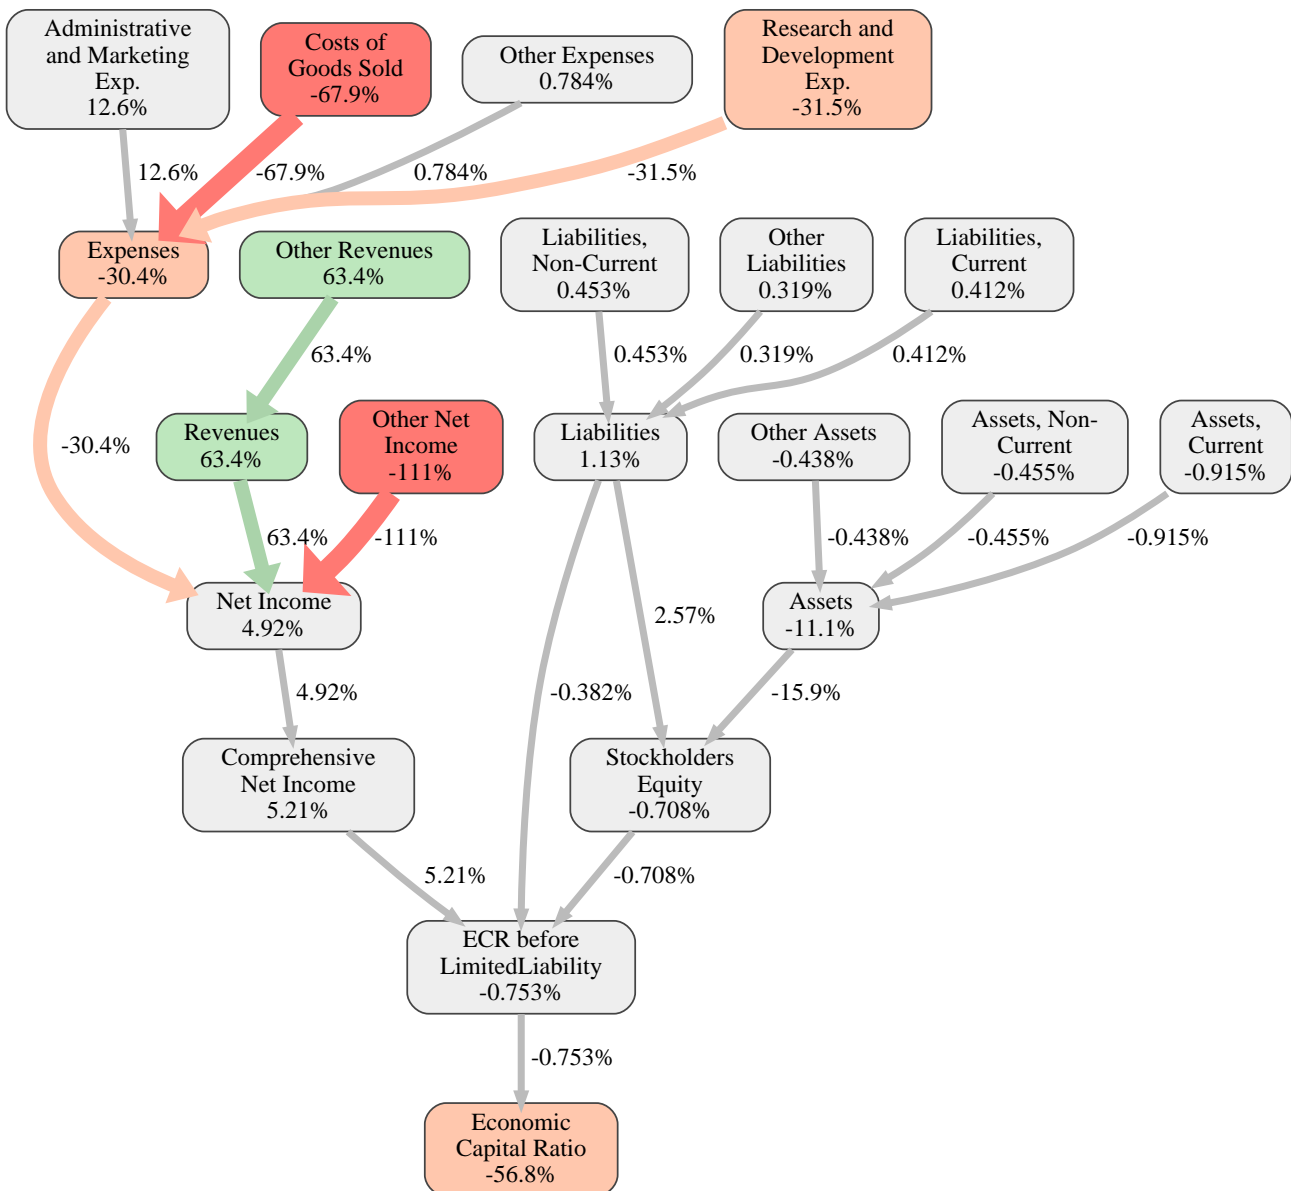 Administrative
and Marketing
Exp.
12.6%
Costs of
Goods Sold
-67.9%
Other Expenses
0.784%
Research and
Development
Exp.
-31.5%
12.6%
-67.9%
0.784%
-31.5%
Expenses
-30.4%
Other Revenues
63.4%
Liabilities,
Non-Current
0.453%
Other
Liabilities
0.319%
Liabilities,
Current
0.412%
63.4%
0.453%
0.319%
0.412%
-30.4%
Revenues
63.4%
Other Net
Income
-111%
Liabilities
1.13%
Other Assets
-0.438%
Assets, Non-
Current
-0.455%
Assets,
Current
-0.915%
63.4%
-111%
-0.438%
-0.455%
-0.915%
Net Income
4.92%
2.57%
Assets
-11.1%
4.92%
-0.382%
-15.9%
Comprehensive
Net Income
5.21%
Stockholders
Equity
-0.708%
5.21%
-0.708%
ECR before
LimitedLiability
-0.753%
-0.753%
Economic
Capital Ratio
-56.8%